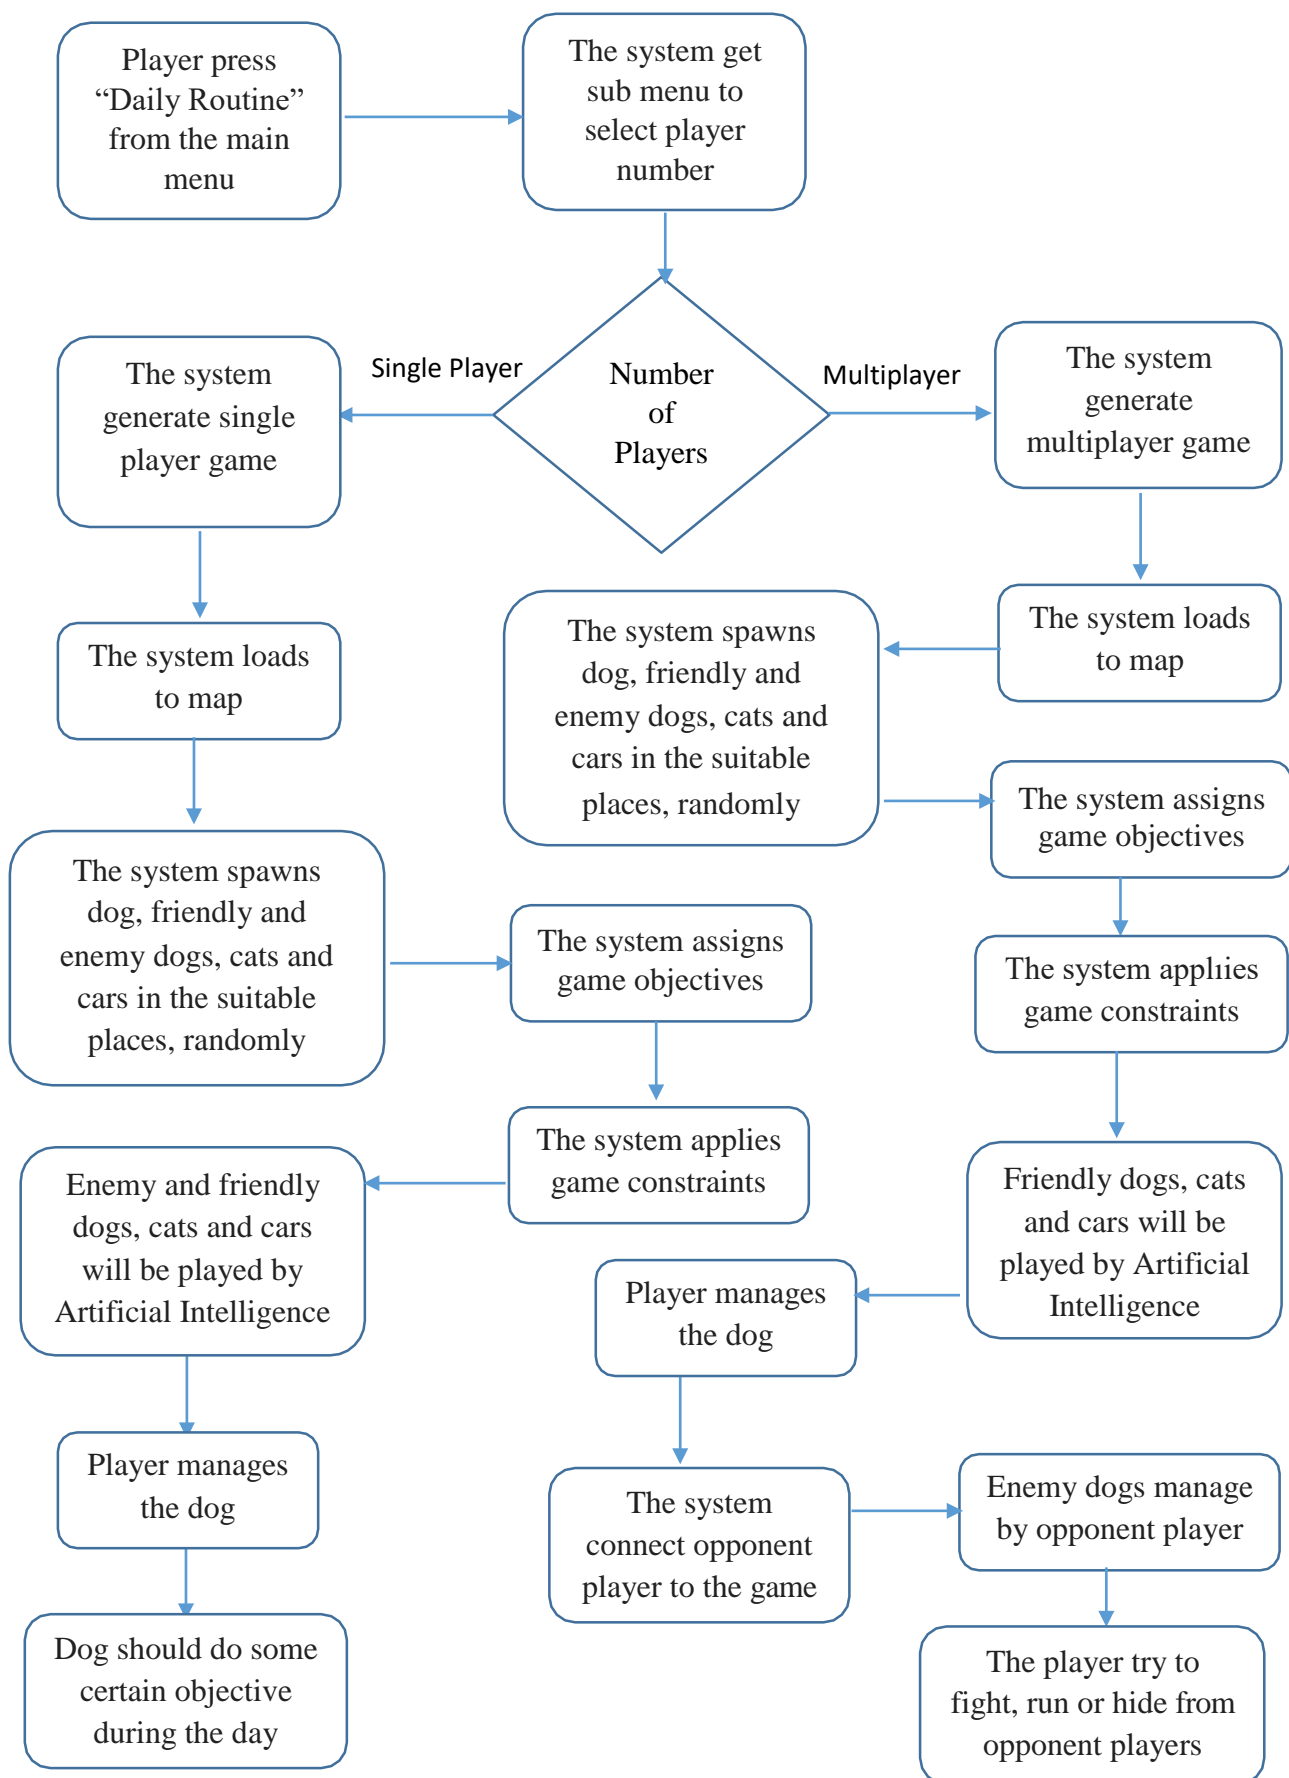 Player press
“Daily Routine”
from the main
menu
The system get
sub menu to
select player
number
Number
of
Players
Single Player
Multiplayer
The system
generate single
player game
The system loads
to map
The system spawns
dog, friendly and
enemy dogs, cats and
cars in the suitable
places, randomly
The system assigns
game objectives
The system applies
game constraints
Enemy and friendly
dogs, cats and cars
will be played by
Artificial Intelligence
Player manages
the dog
Dog should do some
certain objective
during the day
The system
generate
multiplayer game
The system loads
to map
The system spawns
dog, friendly and
enemy dogs, cats and
cars in the suitable
places, randomly
The system assigns
game objectives
The system applıies
game constraints
Friendly dogs, cats
and cars will be
played by Artificial
Intelligence
Player manages
the dog
The system
connect opponent
player to the game
Enemy dogs manage
by opponent player
The player try to
fight, run or hide from
opponent players